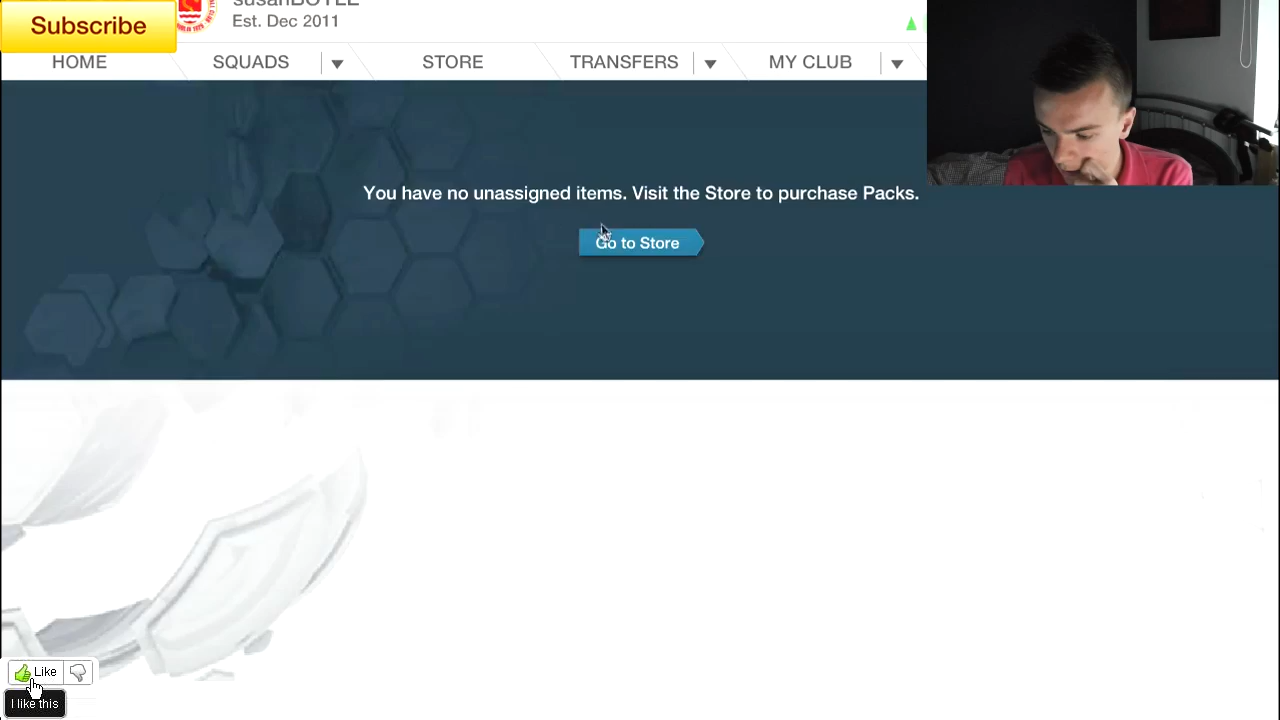 Subscribe
susanBOYLE
Est. Dec 2011
HOME
SQUADS
STORE
TRANSFERS
MY CLUB
You have no unassigned items. Visit the Store to purchase Packs.
Go to Store
Like
I like this